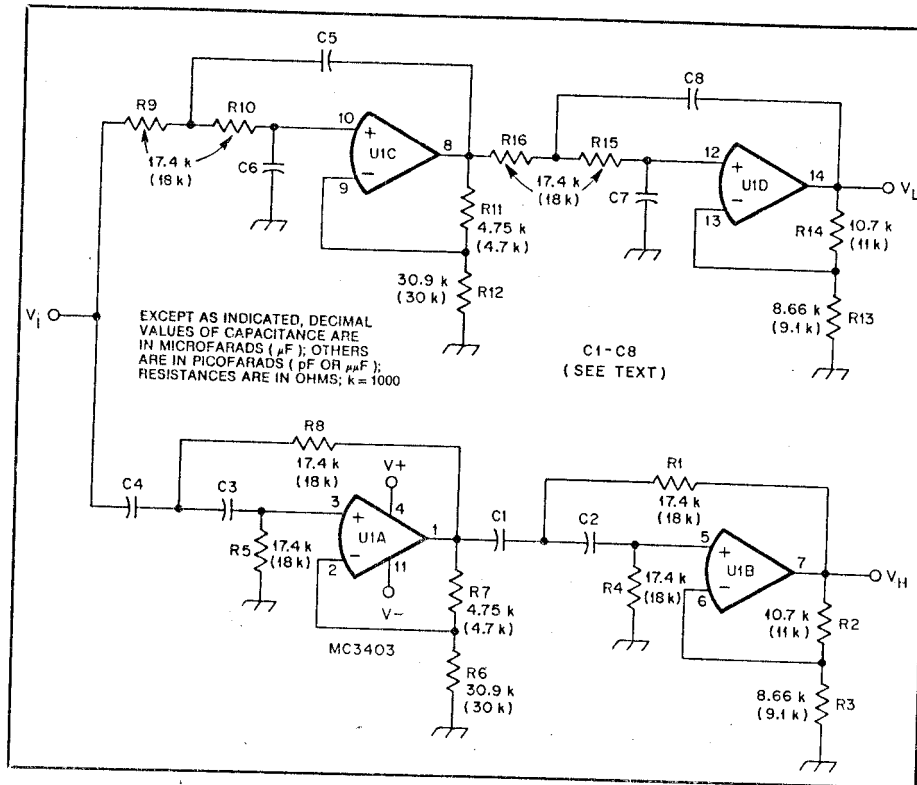 C5
C8
R9
R10
10
+
U1C
8
R16
R15
12
+
U1D
14
V_L
17.4 k
(18 k)
C6
9
−
17.4 k
(18 k)
C7
13
−
R11
4.75 k
(4.7 k)
R14
10.7 k
(11 k)
30.9 k
(30 k)
R12
8.66 k
(9.1 k)
R13
V_i
EXCEPT AS INDICATED, DECIMAL
VALUES OF CAPACITANCE ARE
IN MICROFARADS ( µF ); OTHERS
ARE IN PICOFARADS ( pF OR µµF );
RESISTANCES ARE IN OHMS; k = 1000
C1-C8
(SEE TEXT)
R8
17.4 k
(18 k)
V+
R1
17.4 k
(18 k)
C4
C3
3
+
4
U1A
1
C1
C2
5
+
U1B
7
V_H
R5
17.4 k
(18 k)
2
−
11
V−
R4
17.4 k
(18 k)
6
−
R7
4.75 k
(4.7 k)
10.7 k
(11 k)
R2
MC3403
R6
30.9 k
(30 k)
8.66 k
(9.1 k)
R3